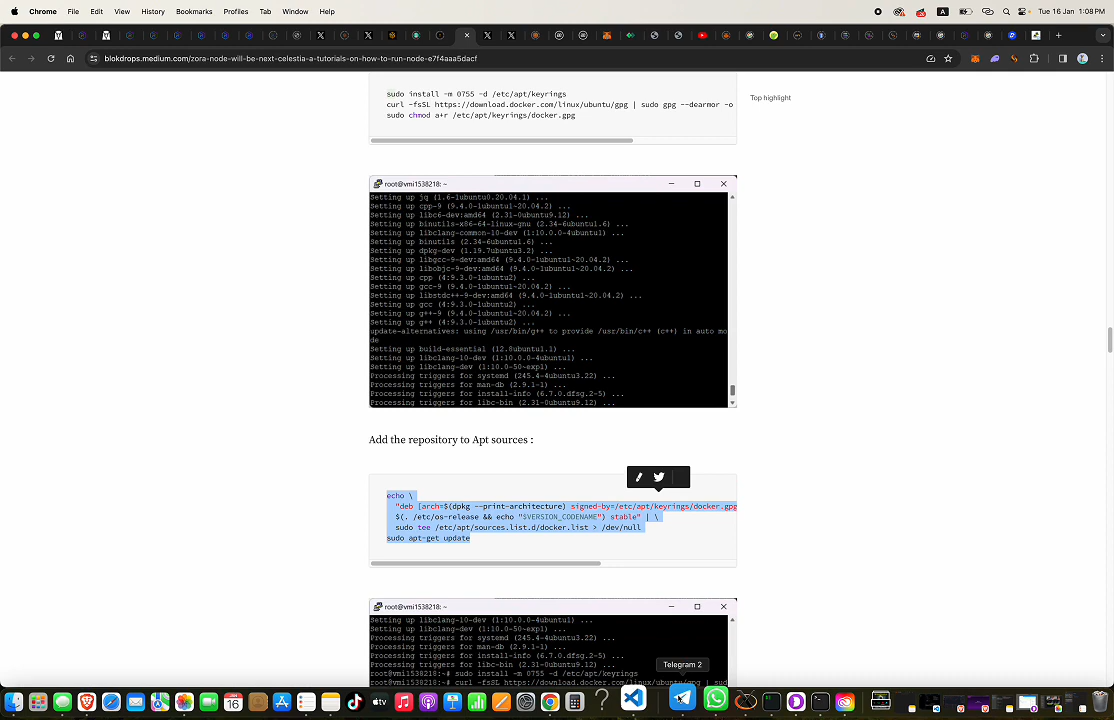 Chrome File Edit View History Bookmarks Profiles Tab Window Help
A
Tue 16 Jan 1:08 PM
blokdrops.medium.com/zora-node-will-be-next-celestia-a-tutorials-on-how-to-run-node-e7f4aaa5dacf
sudo install -m 0755 -d /etc/apt/keyrings
curl -fsSL https://download.docker.com/linux/ubuntu/gpg | sudo gpg --dearmor -o
sudo chmod a+r /etc/apt/keyrings/docker.gpg
Top highlight
root@vmi1538218: ~
Setting up jq (1.6-1ubuntu0.20.04.1) ...
Setting up cpp-9 (9.4.0-1ubuntu1~20.04.2) ...
Setting up libc6-dev:amd64 (2.31-0ubuntu9.12) ...
Setting up binutils-x86-64-linux-gnu (2.34-6ubuntu1.6) ...
Setting up libclang-common-10-dev (1:10.0.0-4ubuntu1) ...
Setting up binutils (2.34-6ubuntu1.6) ...
Setting up dpkg-dev (1.19.7ubuntu3.2) ...
Setting up libgcc-9-dev:amd64 (9.4.0-1ubuntu1~20.04.2) ...
Setting up libobjc-9-dev:amd64 (9.4.0-1ubuntu1~20.04.2) ...
Setting up cpp (4:9.3.0-1ubuntu2) ...
Setting up gcc-9 (9.4.0-1ubuntu1~20.04.2) ...
Setting up libstdc++-9-dev:amd64 (9.4.0-1ubuntu1~20.04.2) ...
Setting up gcc (4:9.3.0-1ubuntu2) ...
Setting up g++-9 (9.4.0-1ubuntu1~20.04.2) ...
Setting up g++ (4:9.3.0-1ubuntu2) ...
update-alternatives: using /usr/bin/g++ to provide /usr/bin/c++ (c++) in auto mo
de
Setting up build-essential (12.8ubuntu1.1) ...
Setting up libclang-10-dev (1:10.0.0-4ubuntu1) ...
Setting up libclang-dev (1:10.0-50~exp1) ...
Processing triggers for systemd (245.4-4ubuntu3.22) ...
Processing triggers for man-db (2.9.1-1) ...
Processing triggers for install-info (6.7.0.dfsg.2-5) ...
Processing triggers for libc-bin (2.31-0ubuntu9.12) ...
Add the repository to Apt sources :
echo \
"deb [arch=$(dpkg --print-architecture) signed-by=/etc/apt/keyrings/docker.gpg
$(. /etc/os-release && echo "$VERSION_CODENAME") stable" | \
sudo tee /etc/apt/sources.list.d/docker.list > /dev/null
sudo apt-get update
root@vmi1538218: ~
Setting up libclang-10-dev (1:10.0.0-4ubuntu1) ...
Setting up libclang-dev (1:10.0-50~exp1) ...
Processing triggers for systemd (245.4-4ubuntu3.22) ...
Processing triggers for man-db (2.9.1-1) ...
Processing triggers for install-info (6.7.0.dfsg.2-5) ...
Processing triggers for libc-bin (2.31-0ubuntu9.12) ...
root@vmi1538218:~# sudo install -m 0755 -d /etc/apt/keyrings
root@vmi1538218:~# curl -fsSL https://download.docker.com/linux/ubuntu/gpg | sud
Telegram 2
16
tv